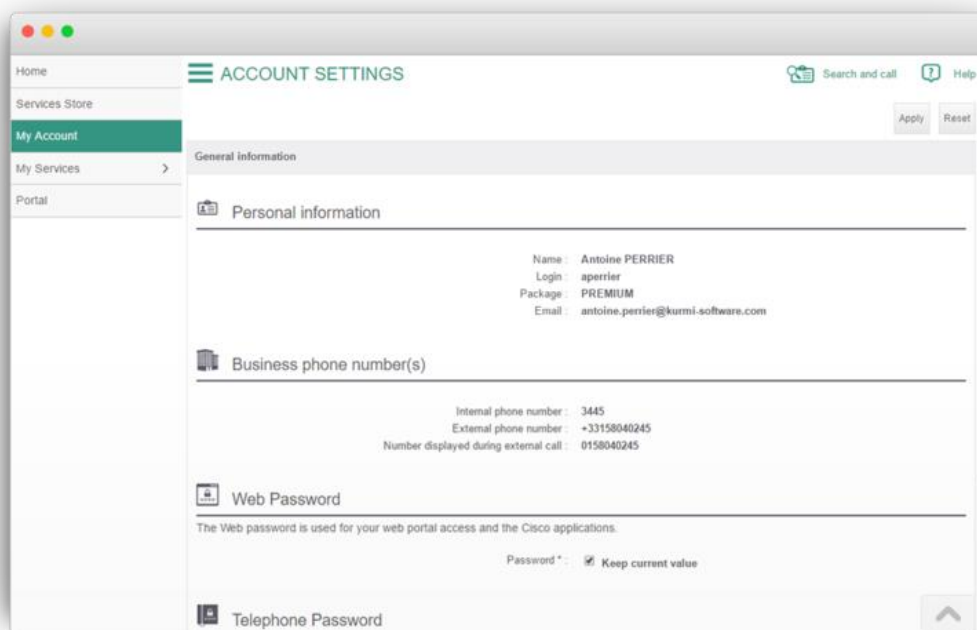 Home
ACCOUNT SETTINGS
Search and call
? Help
Services Store
Apply Reset
My Account
General information
My Services >
Portal
Personal information
Name : Antoine PERRIER
Login : aperrier
Package : PREMIUM
Email : antoine.perrier@kurmi-software.com
Business phone number(s)
Internal phone number : 3445
External phone number : +33158040245
Number displayed during external call : 0158040245
Web Password
The Web password is used for your web portal access and the Cisco applications.
Password * : Keep current value
Telephone Password